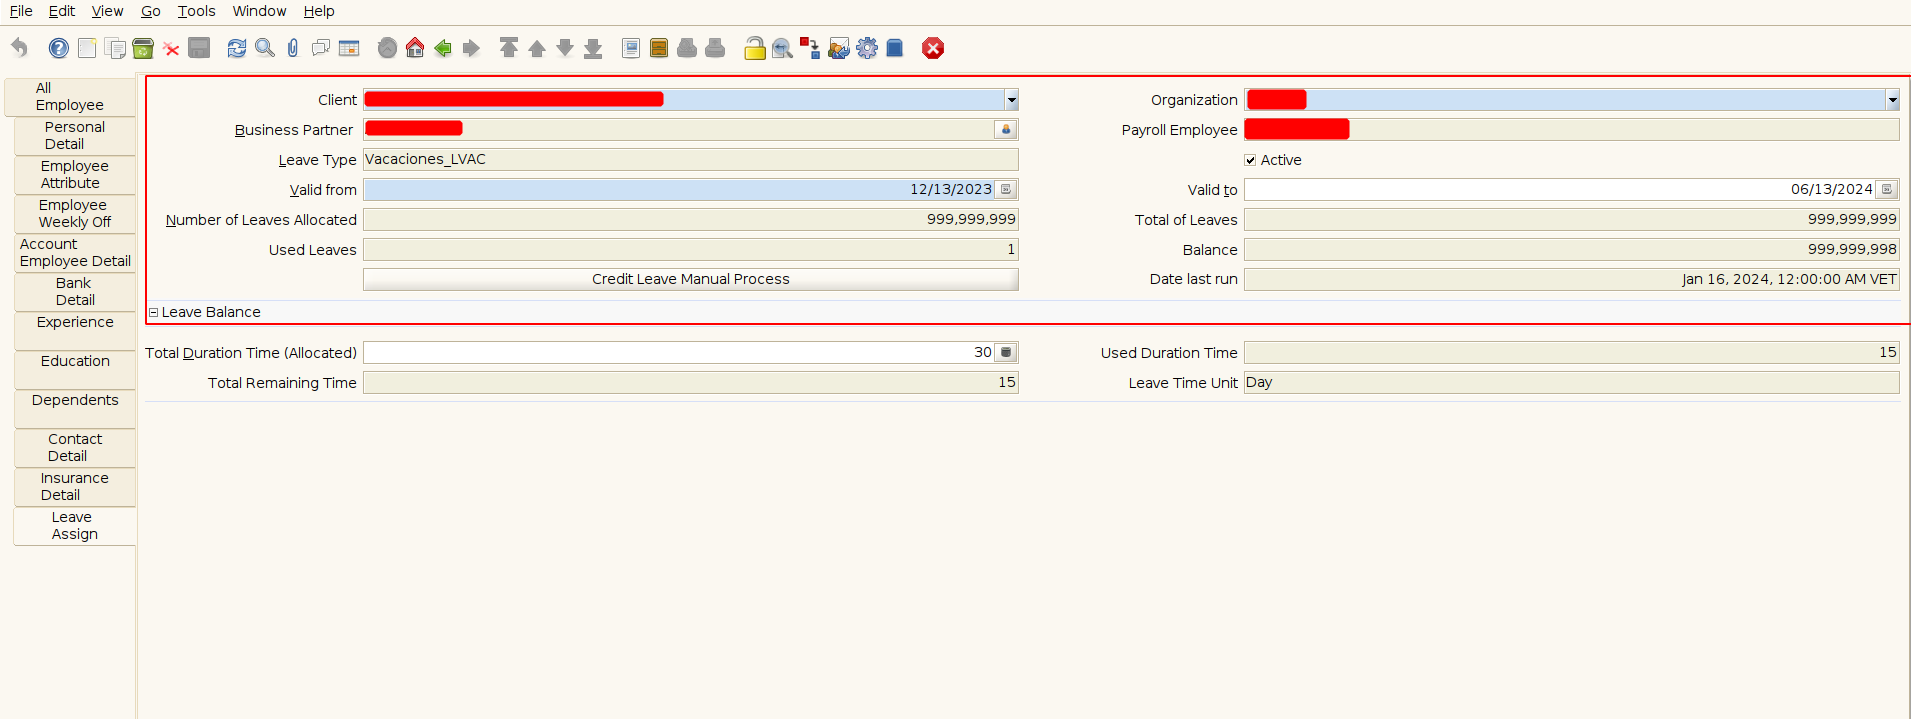 File Edit View Go Tools Window Help
All
Employee
Personal
Detail
Employee
Attribute
Employee
Weekly Off
Account
Employee Detail
Bank
Detail
Experience
Education
Dependents
Contact
Detail
Insurance
Detail
Leave
Assign
Client Organization
Business Partner Payroll Employee
Leave Type Vacaciones_LVAC Active
Valid from 12/13/2023 Valid to 06/13/2024
Number of Leaves Allocated 999,999,999 Total of Leaves 999,999,999
Used Leaves 1 Balance 999,999,998
Credit Leave Manual Process Date last run Jan 16, 2024, 12:00:00 AM VET
Leave Balance
Total Duration Time (Allocated) 30 Used Duration Time 15
Total Remaining Time 15 Leave Time Unit Day